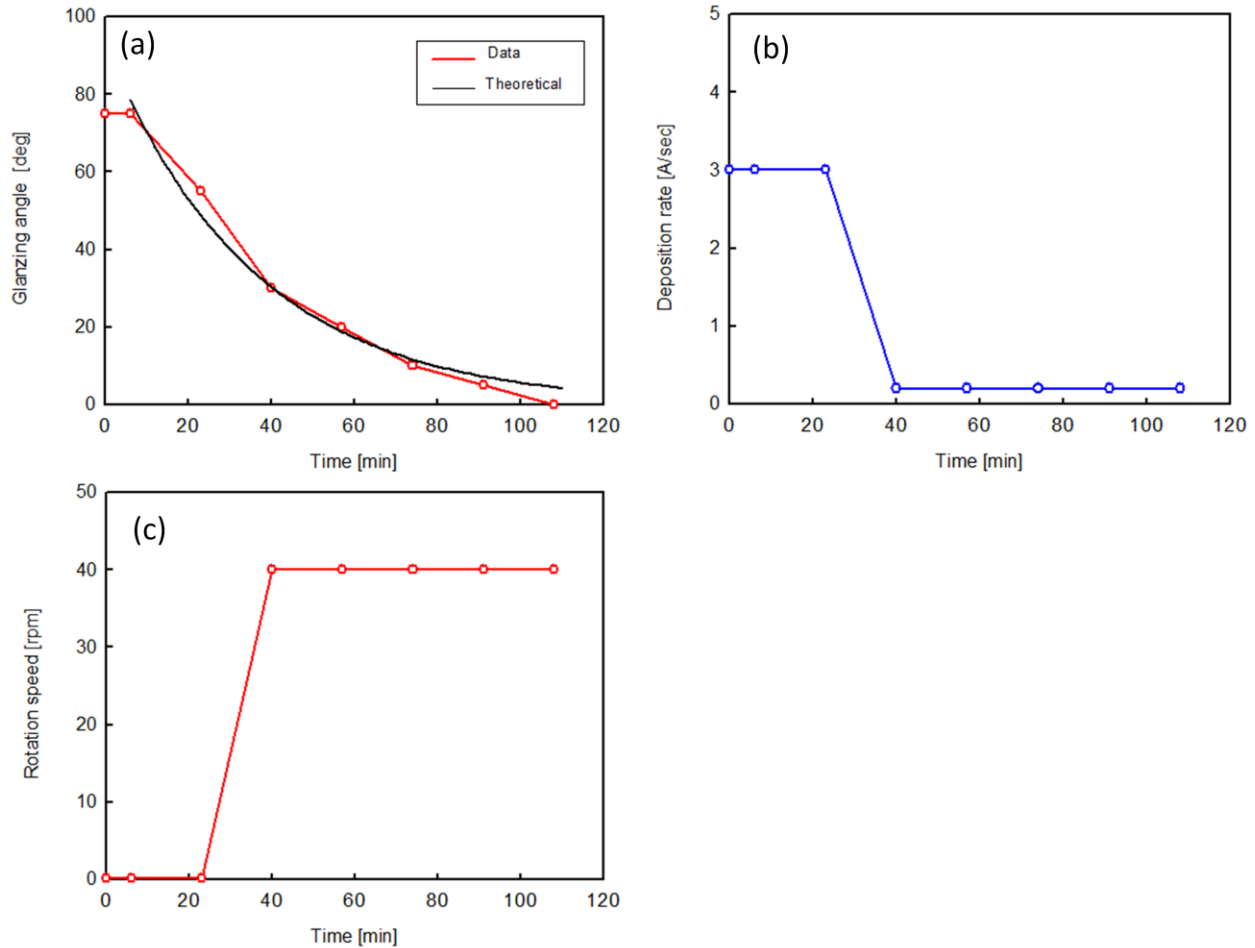 (a)
100
80
60
40
20
0
Glanzing angle [deg]
Data
Theoretical
0 20 40 60 80 100 120
Time [min]
(b)
5
4
3
2
1
0
Deposition rate [A/sec]
0 20 40 60 80 100 120
Time [min]
(c)
50
40
30
20
10
0
Rotation speed [rpm]
0 20 40 60 80 100 120
Time [min]